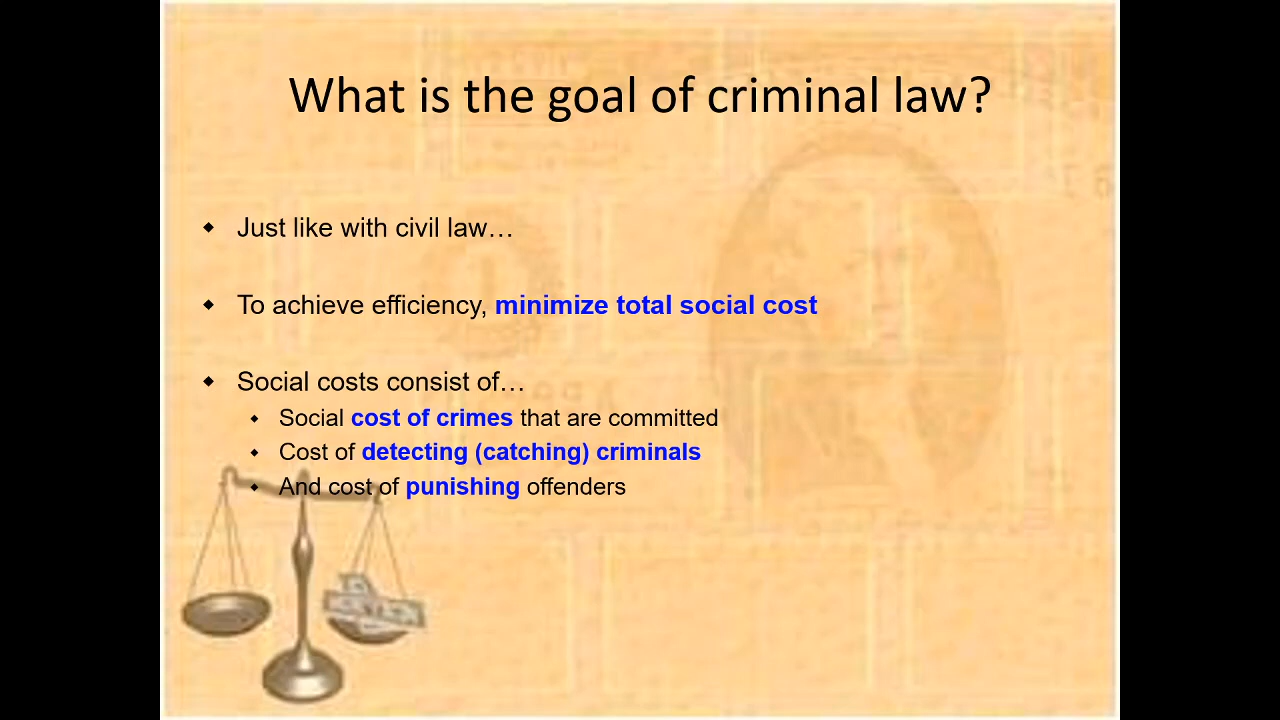 What is the goal of criminal law?
Just like with civil law…
To achieve efficiency, minimize total social cost
Social costs consist of…
Social cost of crimes that are committed
Cost of detecting (catching) criminals
And cost of punishing offenders